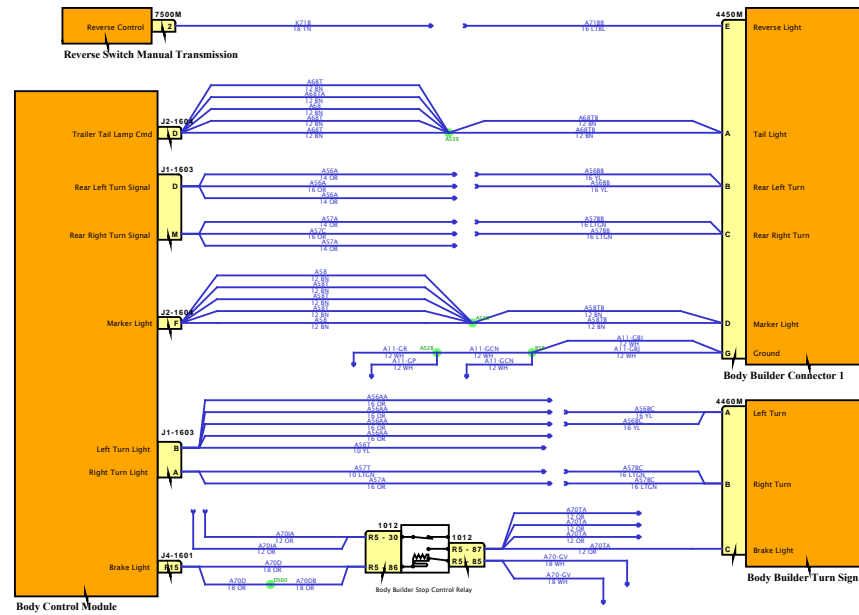 7500M
4450M
Reverse Control
2
K71B
18 TN
A71BB
16 LTBL
E
Reverse Light
Reverse Switch Manual Transmission
J2-1604
Trailer Tail Lamp Cmd
D
A68T
12 BN
A68TA
12 BN
A68
12 BN
A68T
12 BN
A68T
12 BN
AS39
A68TB
12 BN
A68TB
12 BN
A
Tail Light
J1-1603
Rear Left Turn Signal
D
A56A
14 OR
A56A
16 OR
A56A
14 OR
A56BB
16 YL
A56BB
16 YL
B
Rear Left Turn
Rear Right Turn Signal
M
A57A
14 OR
A57C
16 OR
A57A
14 OR
A57BB
16 LTGN
A57BB
16 LTGN
C
Rear Right Turn
J2-1604
Marker Light
F
A58
12 BN
A58T
12 BN
A58T
12 BN
A58T
12 BN
A58
12 BN
A58TB
12 BN
A58TB
12 BN
D
Marker Light
A11-GR
12 WH
A11-GP
12 WH
AS28
A11-GCN
12 WH
A11-GCN
12 WH
A11-GBJ
12 WH
A11-GBJ
12 WH
G
Ground
Body Builder Connector 1
4460M
J1-1603
Left Turn Light
B
A56AA
16 OR
A56AA
16 OR
A56AA
16 OR
A56AA
16 OR
A56T
10 YL
A56BC
16 YL
A56BC
16 YL
A
Left Turn
Right Turn Light
A
A57T
10 LTGN
A57A
16 OR
A57BC
16 LTGN
A57BC
16 LTGN
B
Right Turn
1012
A70JA
12 OR
A70JA
12 OR
R5 - 30
1012
R5 - 87
A70TA
12 OR
A70TA
12 OR
A70TA
12 OR
A70TA
12 OR
C
Brake Light
J4-1601
Brake Light
R15
A70D
18 OR
A70D
18 OR
DS60
A70DB
18 OR
R5 - 86
R5 - 85
A70-GV
18 WH
A70-GV
18 WH
Body Builder Stop Control Relay
Body Builder Turn Sign
Body Control Module